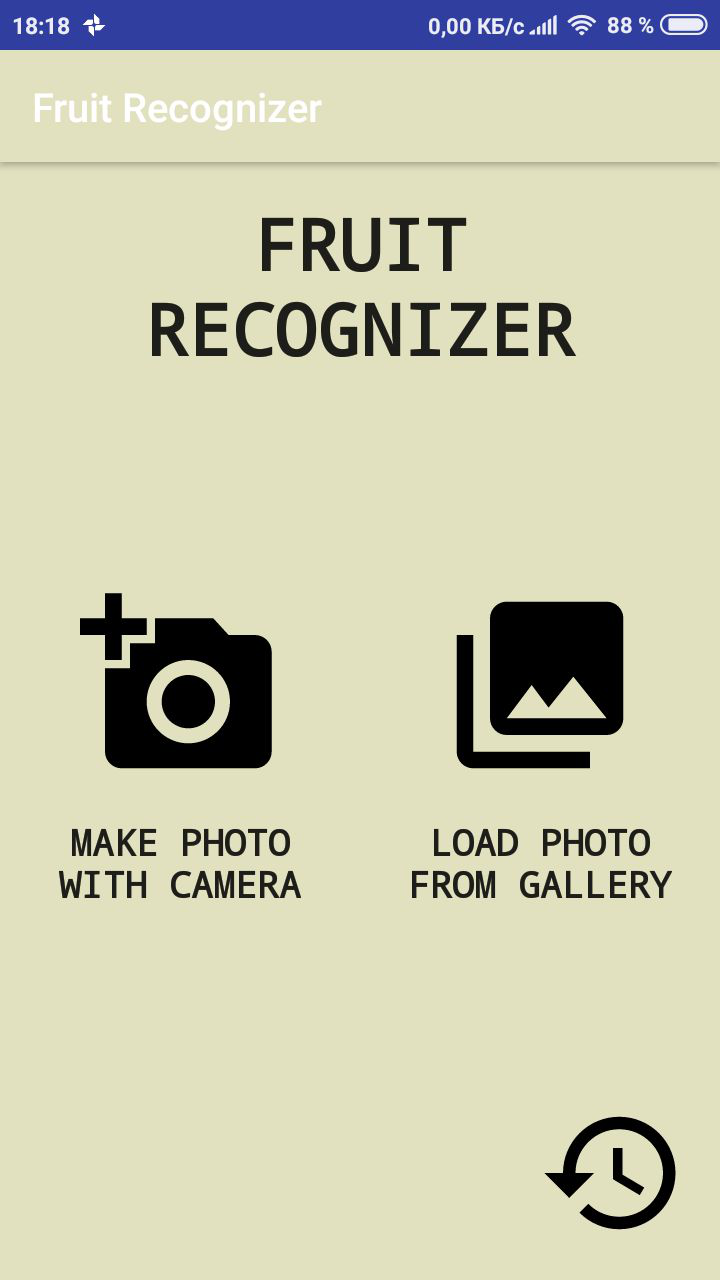 18:18 0,00 КБ/с 88 %
Fruit Recognizer
FRUIT
RECOGNIZER
MAKE PHOTO
WITH CAMERA
LOAD PHOTO
FROM GALLERY